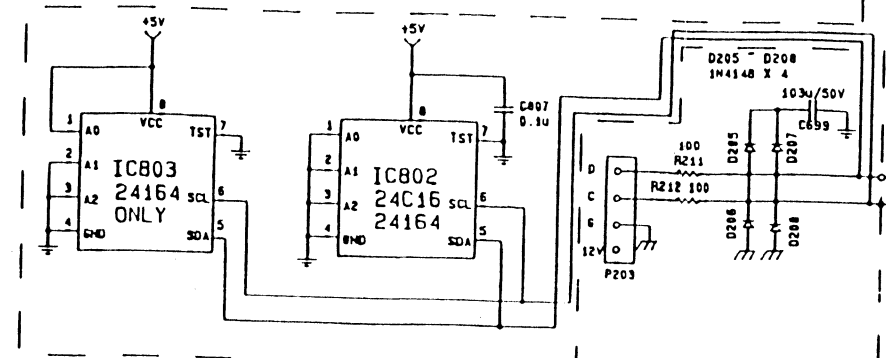 +5V
1
A0
8
VCC
TST
7
2
A1
IC803
24164
ONLY
3
A2
SCL
6
4
GND
SDA
5
+5V
C807
0.1u
1
A0
8
VCC
TST
7
2
A1
IC802
24C16
24164
3
A2
SCL
6
4
GND
SDA
5
D205 - D208
1N4148 X 4
103u/50V
C699
D205
D207
100
R211
R212 100
D206
D208
D
C
G
12V
P203